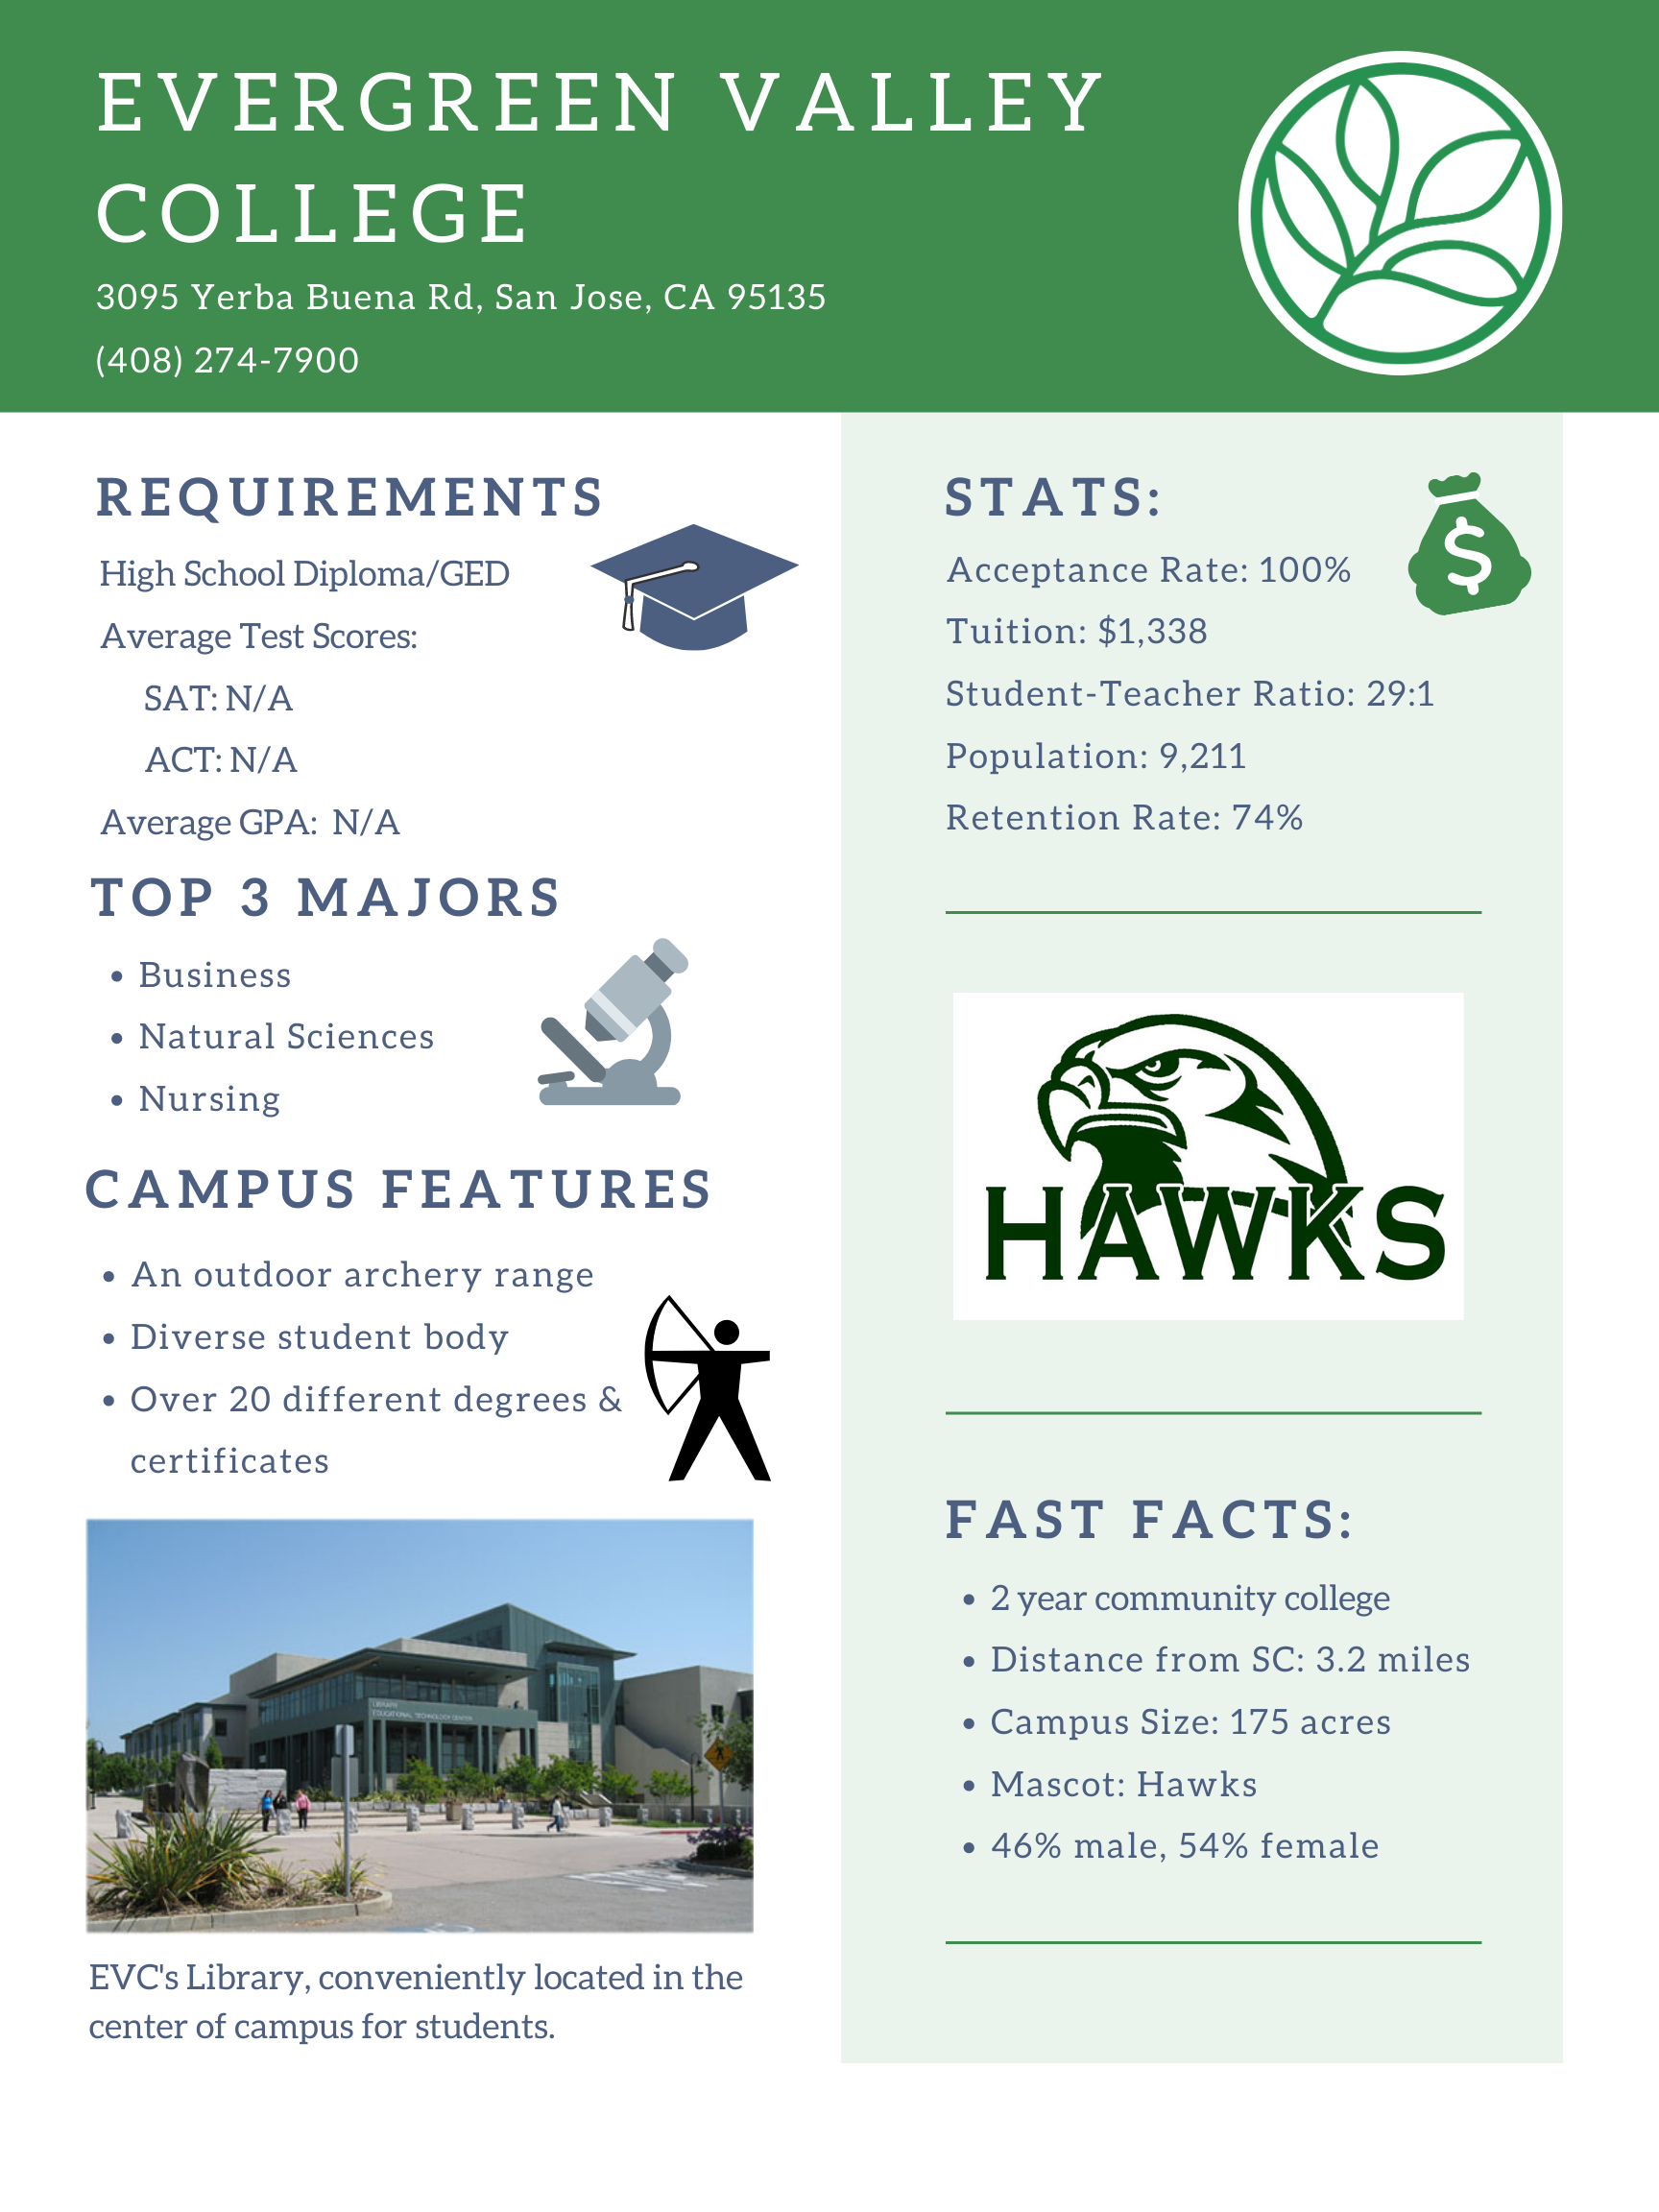 EVERGREEN VALLEY
COLLEGE
3095 Yerba Buena Rd, San Jose, CA 95135
(408) 274-7900
REQUIREMENTS
High School Diploma/GED
Average Test Scores:
SAT: N/A
ACT: N/A
Average GPA: N/A
TOP 3 MAJORS
• Business
• Natural Sciences
• Nursing
CAMPUS FEATURES
• An outdoor archery range
• Diverse student body
• Over 20 different degrees &
certificates
LIBRARY
EDUCATIONAL TECHNOLOGY CENTER
EVC's Library, conveniently located in the
center of campus for students.
STATS:
$
Acceptance Rate: 100%
Tuition: $1,338
Student-Teacher Ratio: 29:1
Population: 9,211
Retention Rate: 74%
HAWKS
FAST FACTS:
• 2 year community college
• Distance from SC: 3.2 miles
• Campus Size: 175 acres
• Mascot: Hawks
• 46% male, 54% female